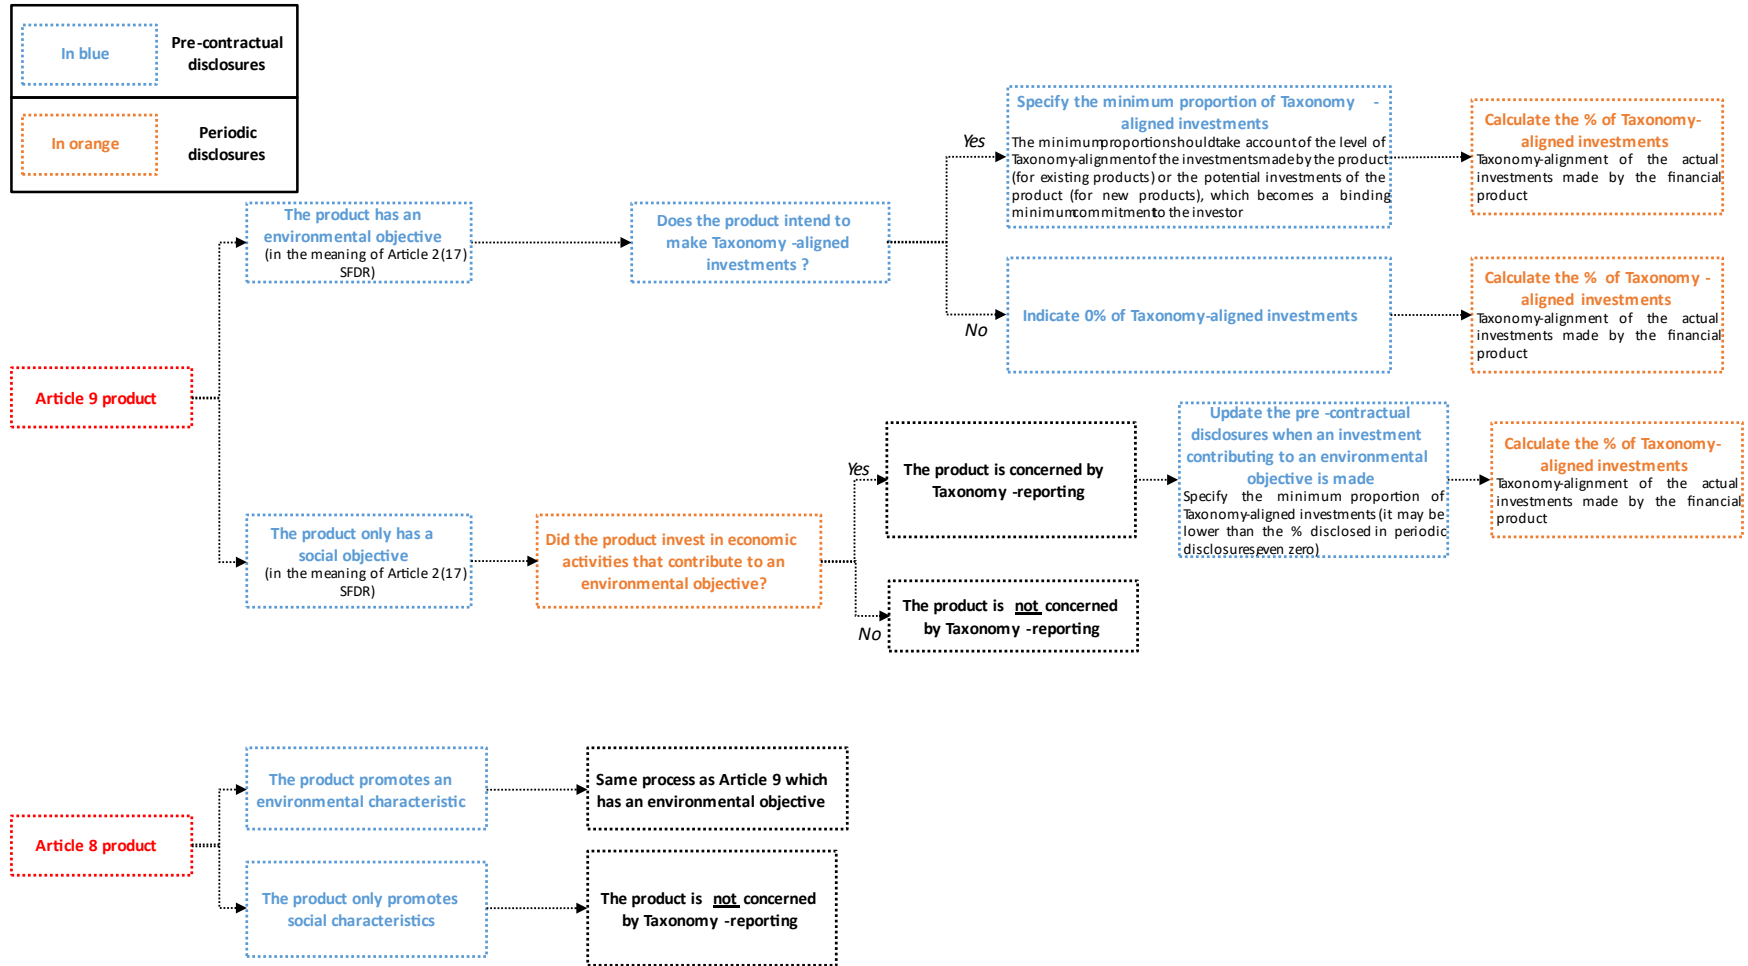 In blue
Pre-contractual
disclosures
In orange
Periodic
disclosures
Article 9 product
The product has an
environmental objective
(in the meaning of Article 2(17)
SFDR)
Does the product intend to
make Taxonomy -aligned
investments ?
Yes
Specify the minimum proportion of Taxonomy -
aligned investments
The minimum proportion should take account of the level of
Taxonomy-alignment of the investments made by the product
(for existing products) or the potential investments of the
product (for new products), which becomes a binding
minimum commitment to the investor
Calculate the % of Taxonomy-
aligned investments
Taxonomy-alignment of the actual
investments made by the financial
product
No
Indicate 0% of Taxonomy-aligned investments
Calculate the % of Taxonomy -
aligned investments
Taxonomy-alignment of the actual
investments made by the financial
product
The product only has a
social objective
(in the meaning of Article 2(17)
SFDR)
Did the product invest in economic
activities that contribute to an
environmental objective?
Yes
The product is concerned by
Taxonomy -reporting
Update the pre -contractual
disclosures when an investment
contributing to an environmental
objective is made
Specify the minimum proportion of
Taxonomy-aligned investments (it may be
lower than the % disclosed in periodic
disclosures, even zero)
Calculate the % of Taxonomy-
aligned investments
Taxonomy-alignment of the actual
investments made by the financial
product
No
The product is not concerned
by Taxonomy -reporting
Article 8 product
The product promotes an
environmental characteristic
Same process as Article 9 which
has an environmental objective
The product only promotes
social characteristics
The product is not concerned
by Taxonomy -reporting